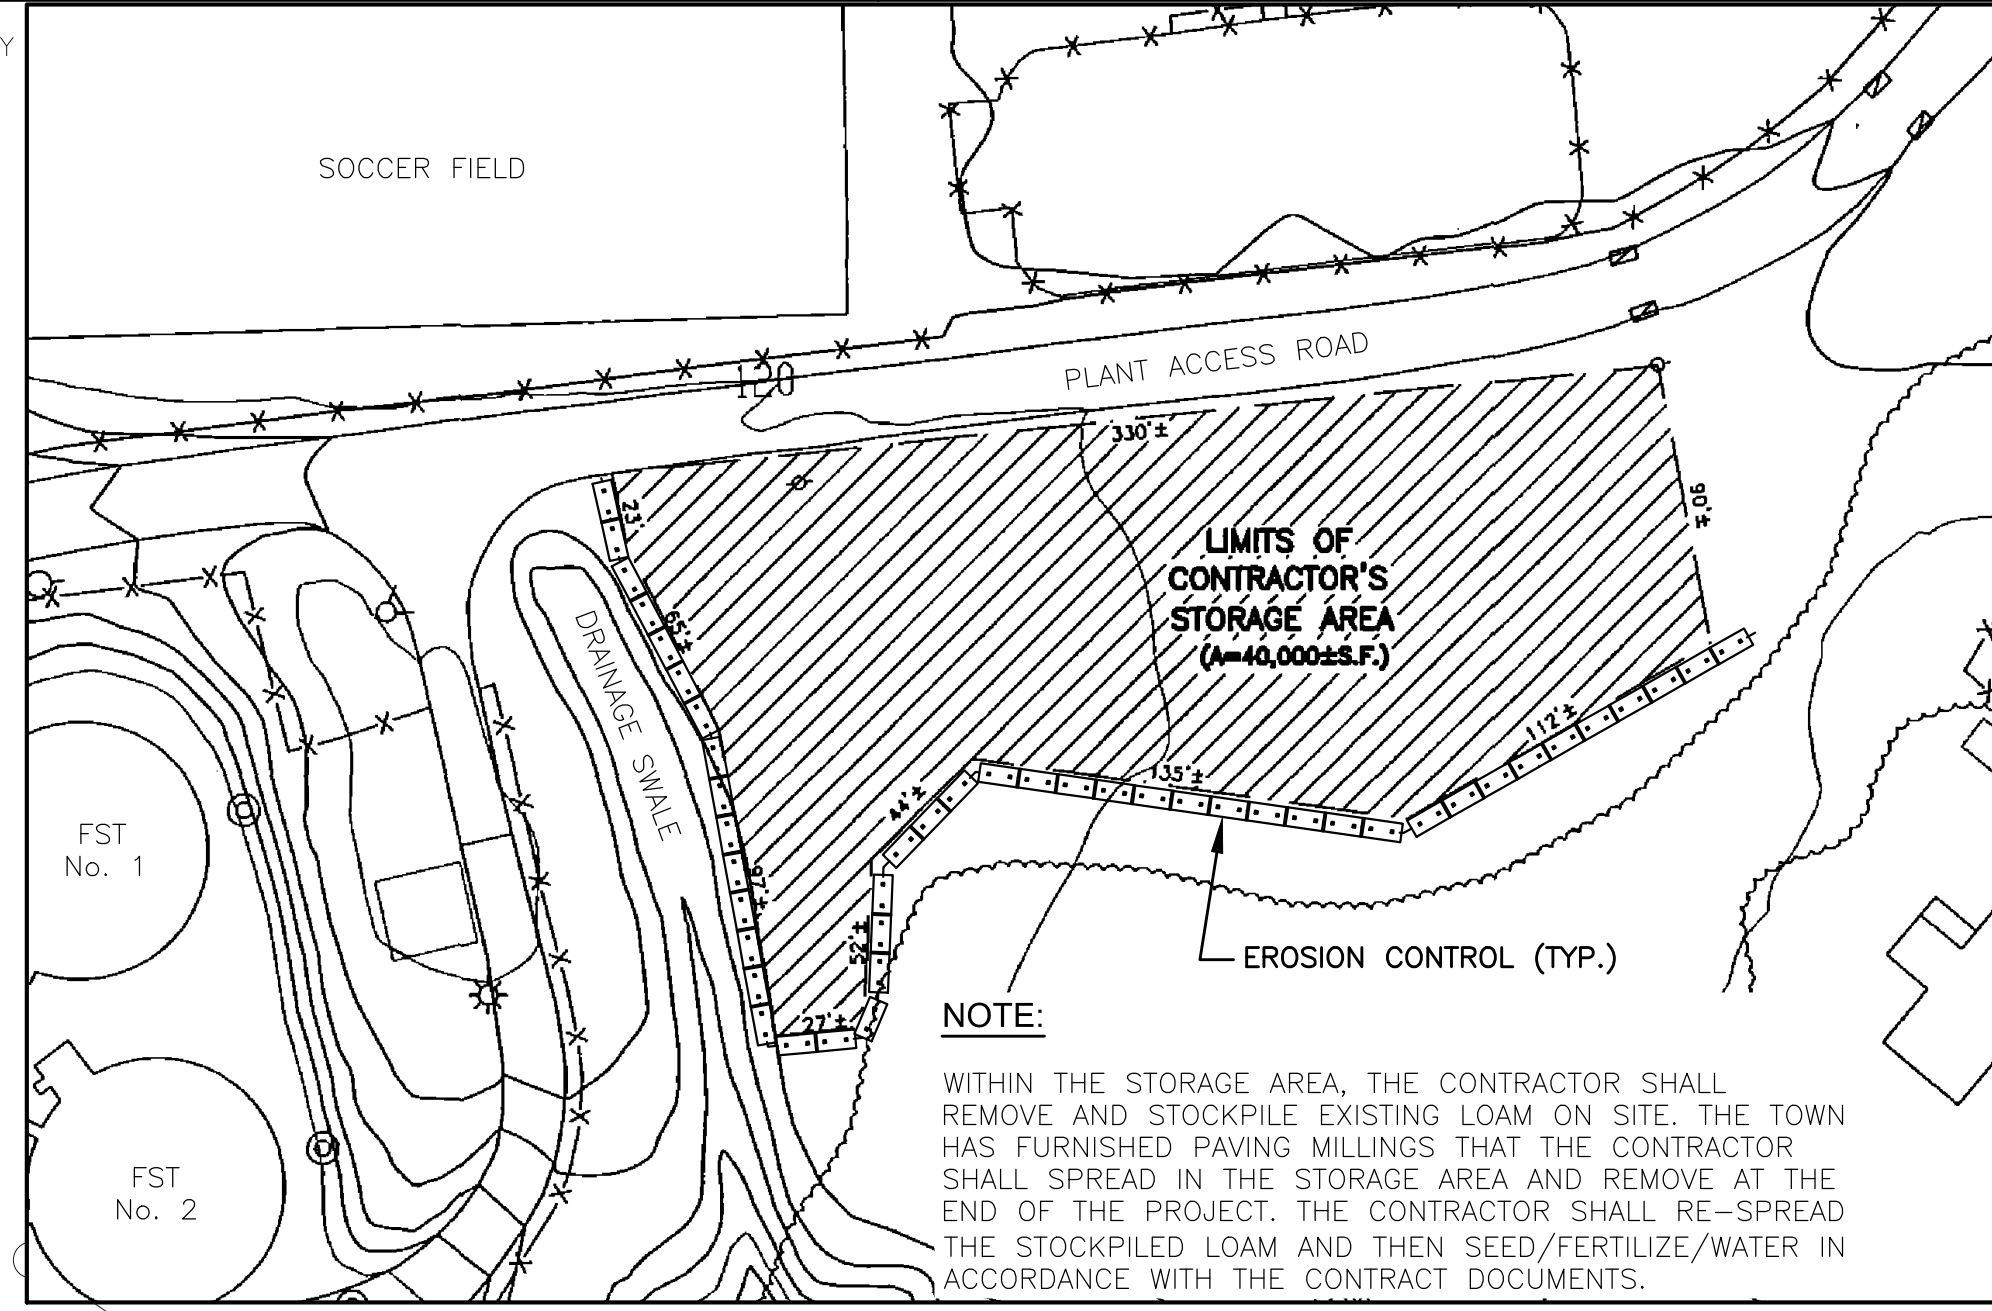 Y
SOCCER FIELD
120
PLANT ACCESS ROAD
330'±
23'
65'±
90'±
LIMITS OF
CONTRACTOR'S
STORAGE AREA
(A=40,000±S.F.)
DRAINAGE SWALE
112'±
135'±
44'±
97'±
52'±
27'±
FST
No. 1
EROSION CONTROL (TYP.)
FST
No. 2
NOTE:
WITHIN THE STORAGE AREA, THE CONTRACTOR SHALL
REMOVE AND STOCKPILE EXISTING LOAM ON SITE. THE TOWN
HAS FURNISHED PAVING MILLINGS THAT THE CONTRACTOR
SHALL SPREAD IN THE STORAGE AREA AND REMOVE AT THE
END OF THE PROJECT. THE CONTRACTOR SHALL RE-SPREAD
THE STOCKPILED LOAM AND THEN SEED/FERTILIZE/WATER IN
ACCORDANCE WITH THE CONTRACT DOCUMENTS.